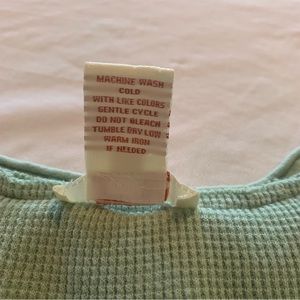 MACHINE WASH
COLD
WITH LIKE COLORS
GENTLE CYCLE
DO NOT BLEACH
TUMBLE DRY LOW
WARM IRON
IF NEEDED